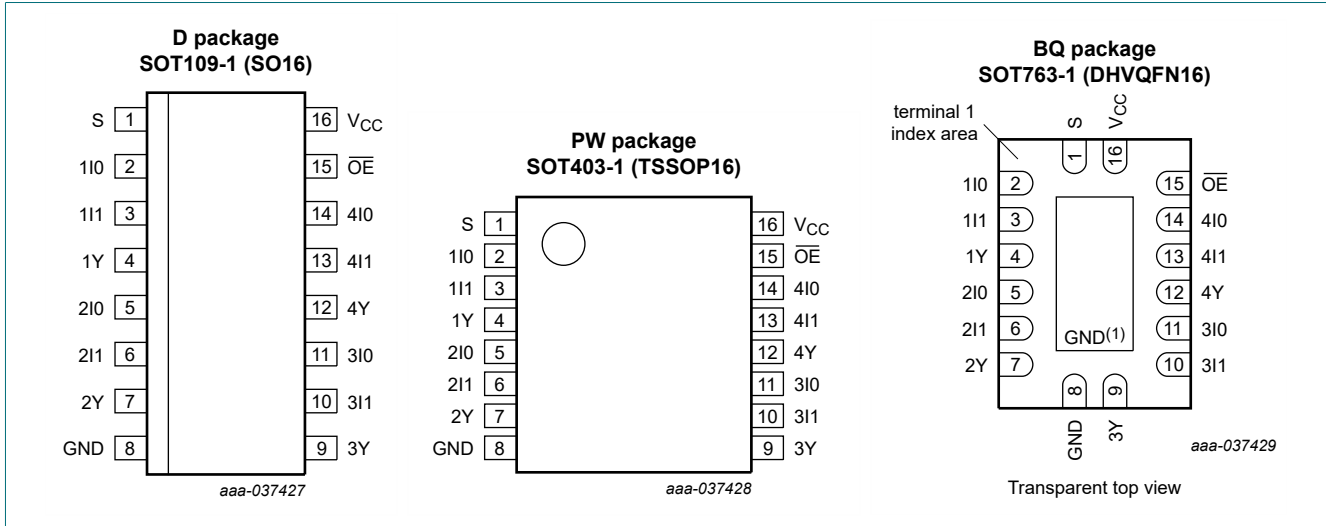 D package
SOT109-1 (SO16)
S 1
1I0 2
1I1 3
1Y 4
2I0 5
2I1 6
2Y 7
GND 8
16 VCC
15 OE
14 4I0
13 4I1
12 4Y
11 3I0
10 3I1
9 3Y
aaa-037427
PW package
SOT403-1 (TSSOP16)
S 1
1I0 2
1I1 3
1Y 4
2I0 5
2I1 6
2Y 7
GND 8
16 VCC
15 OE
14 4I0
13 4I1
12 4Y
11 3I0
10 3I1
9 3Y
aaa-037428
BQ package
SOT763-1 (DHVQFN16)
terminal 1
index area
S
VCC
1
16
1I0 2
1I1 3
1Y 4
2I0 5
2I1 6
2Y 7
15 OE
14 4I0
13 4I1
12 4Y
11 3I0
10 3I1
GND(1)
8
9
GND
3Y
aaa-037429
Transparent top view